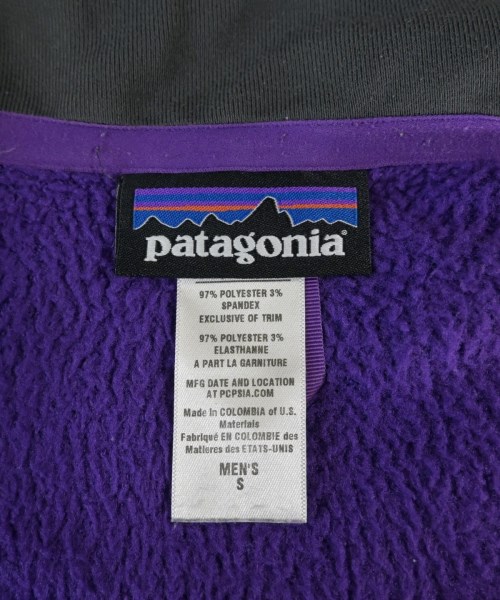 patagonia®
97% POLYESTER 3%
SPANDEX
EXCLUSIVE OF TRIM
97% POLYESTER 3%
ELASTHANNE
A PART LA GARNITURE
MFG DATE AND LOCATION
AT PCPSIA.COM
Made in COLOMBIA of U.S.
Materials
Fabriqué EN COLOMBIE des
Matieres des ETATS-UNIS
MEN'S
S